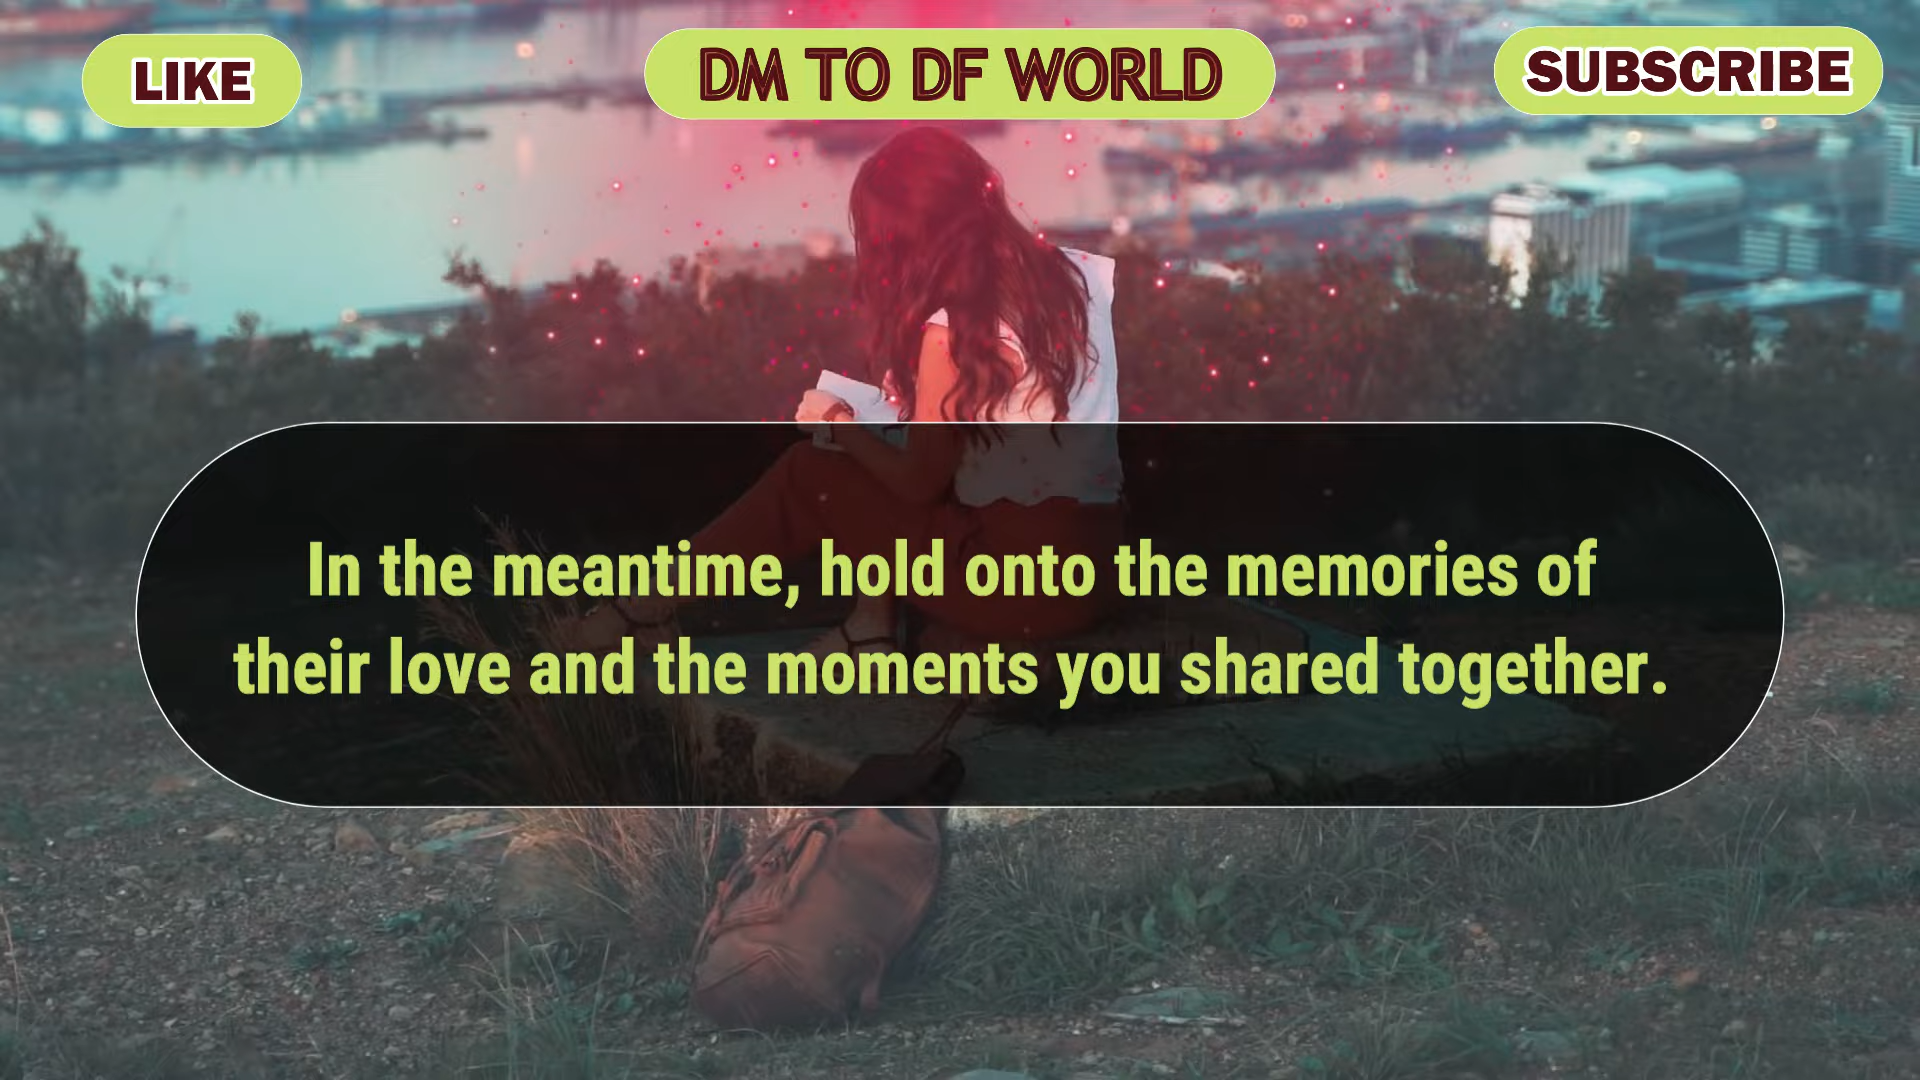 LIKE
DM TO DF WORLD
SUBSCRIBE
In the meantime, hold onto the memories of
their love and the moments you shared together.